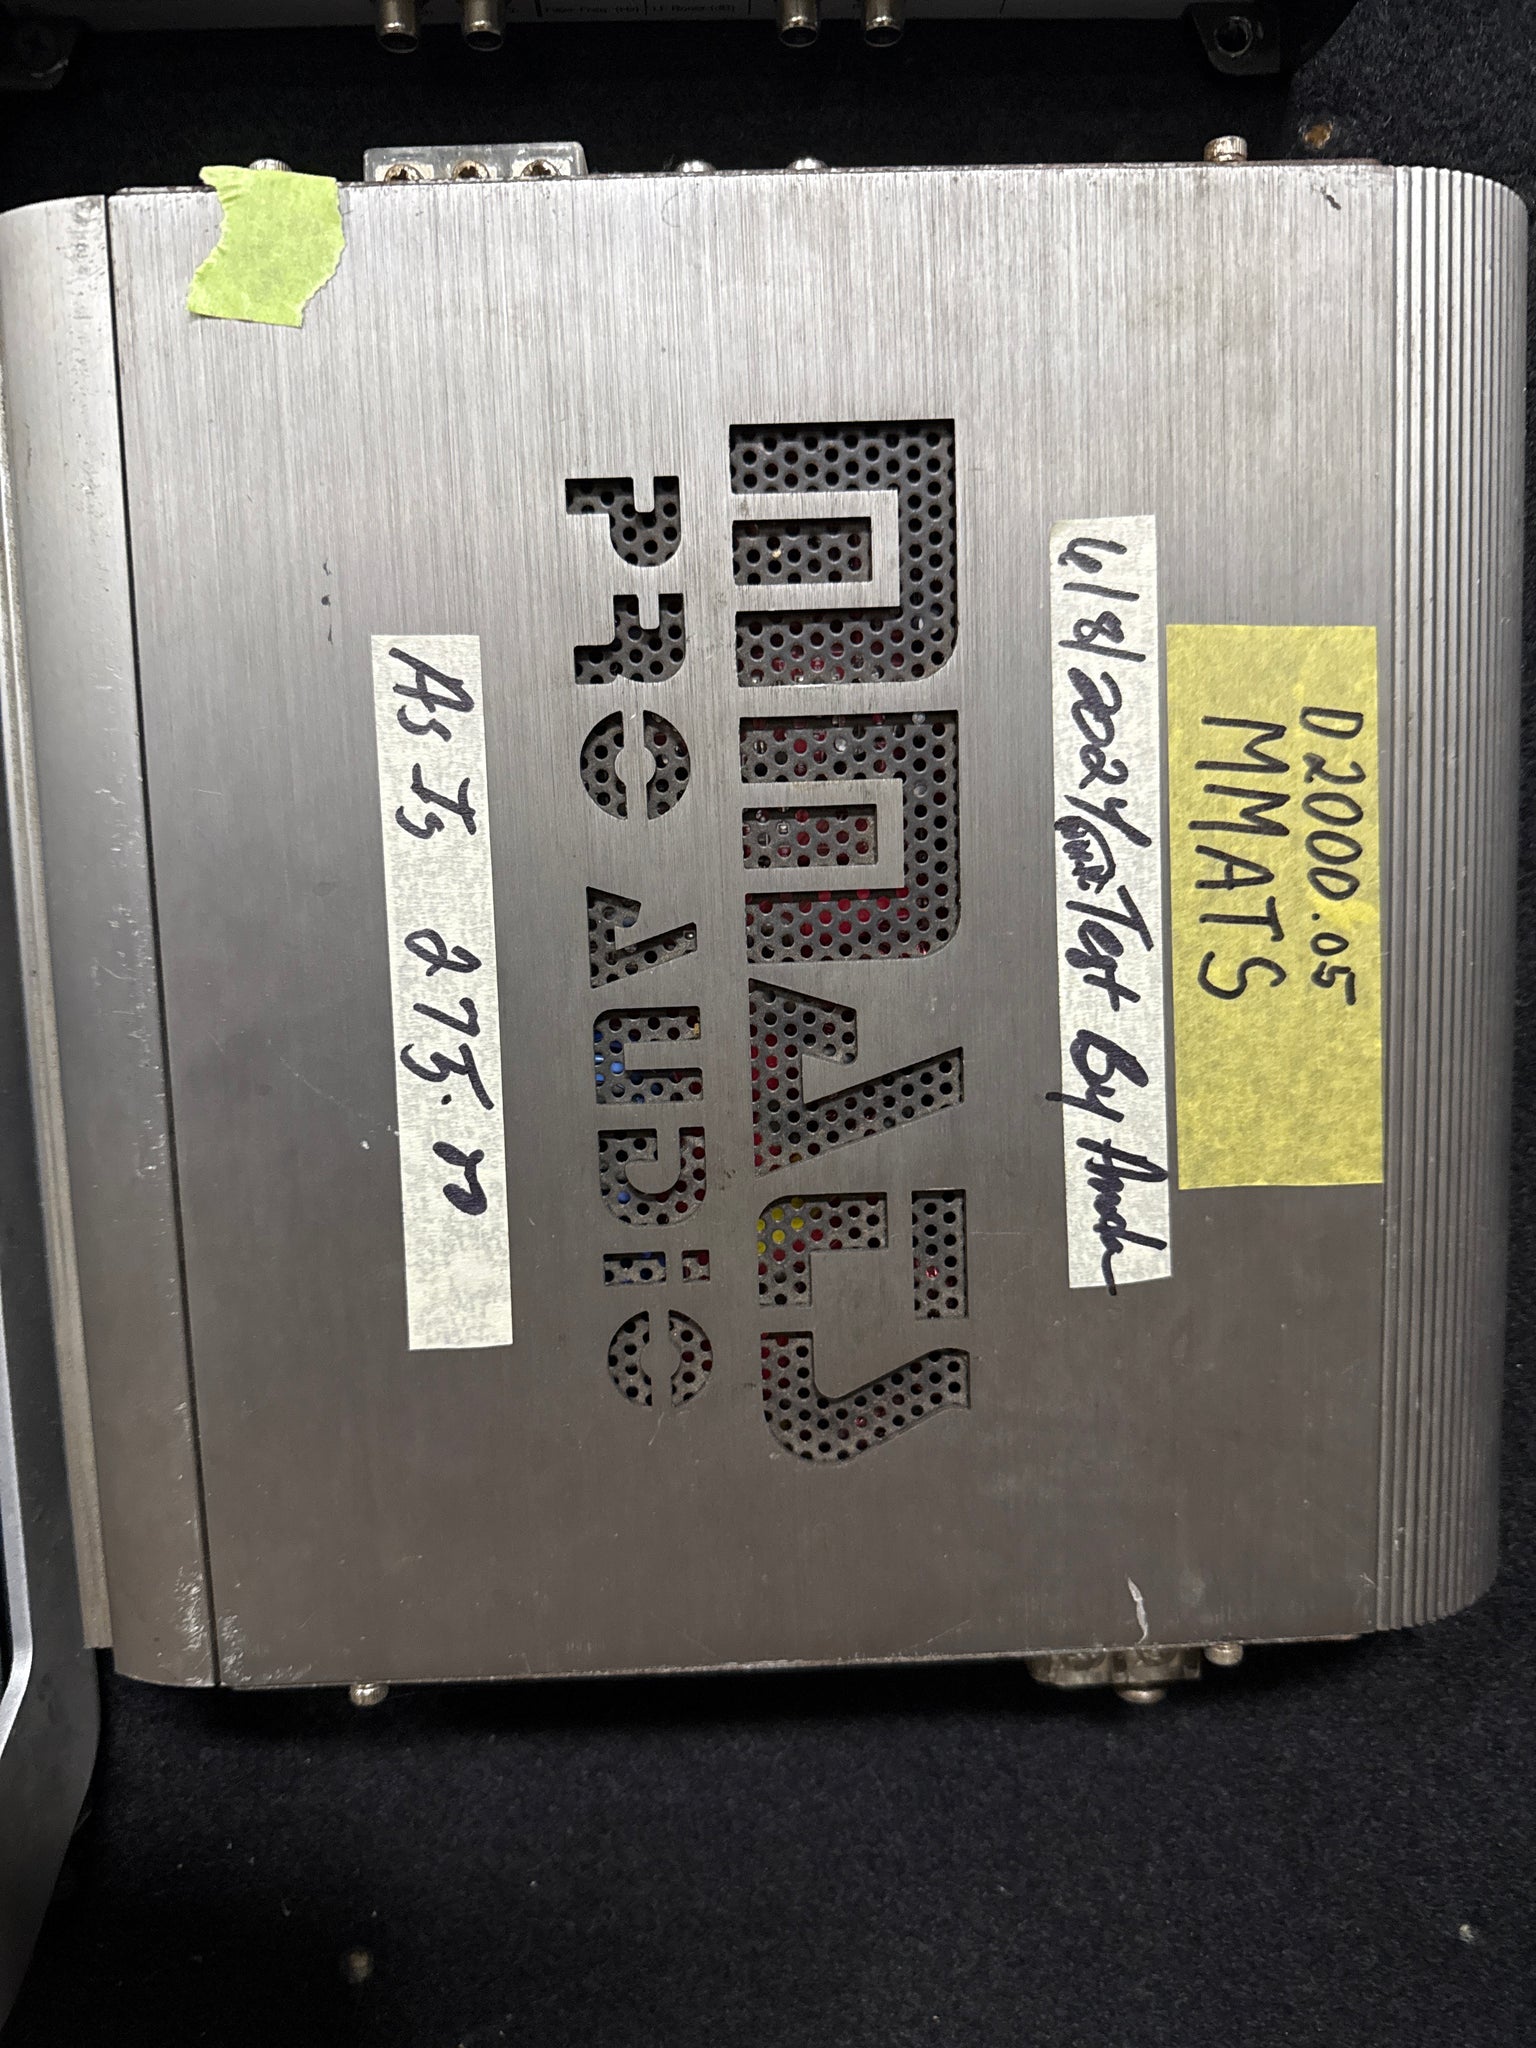 D2000.05
MMATS
6/8/2024 Test By
MMATS
PRO AUDIO
As Is 275.00